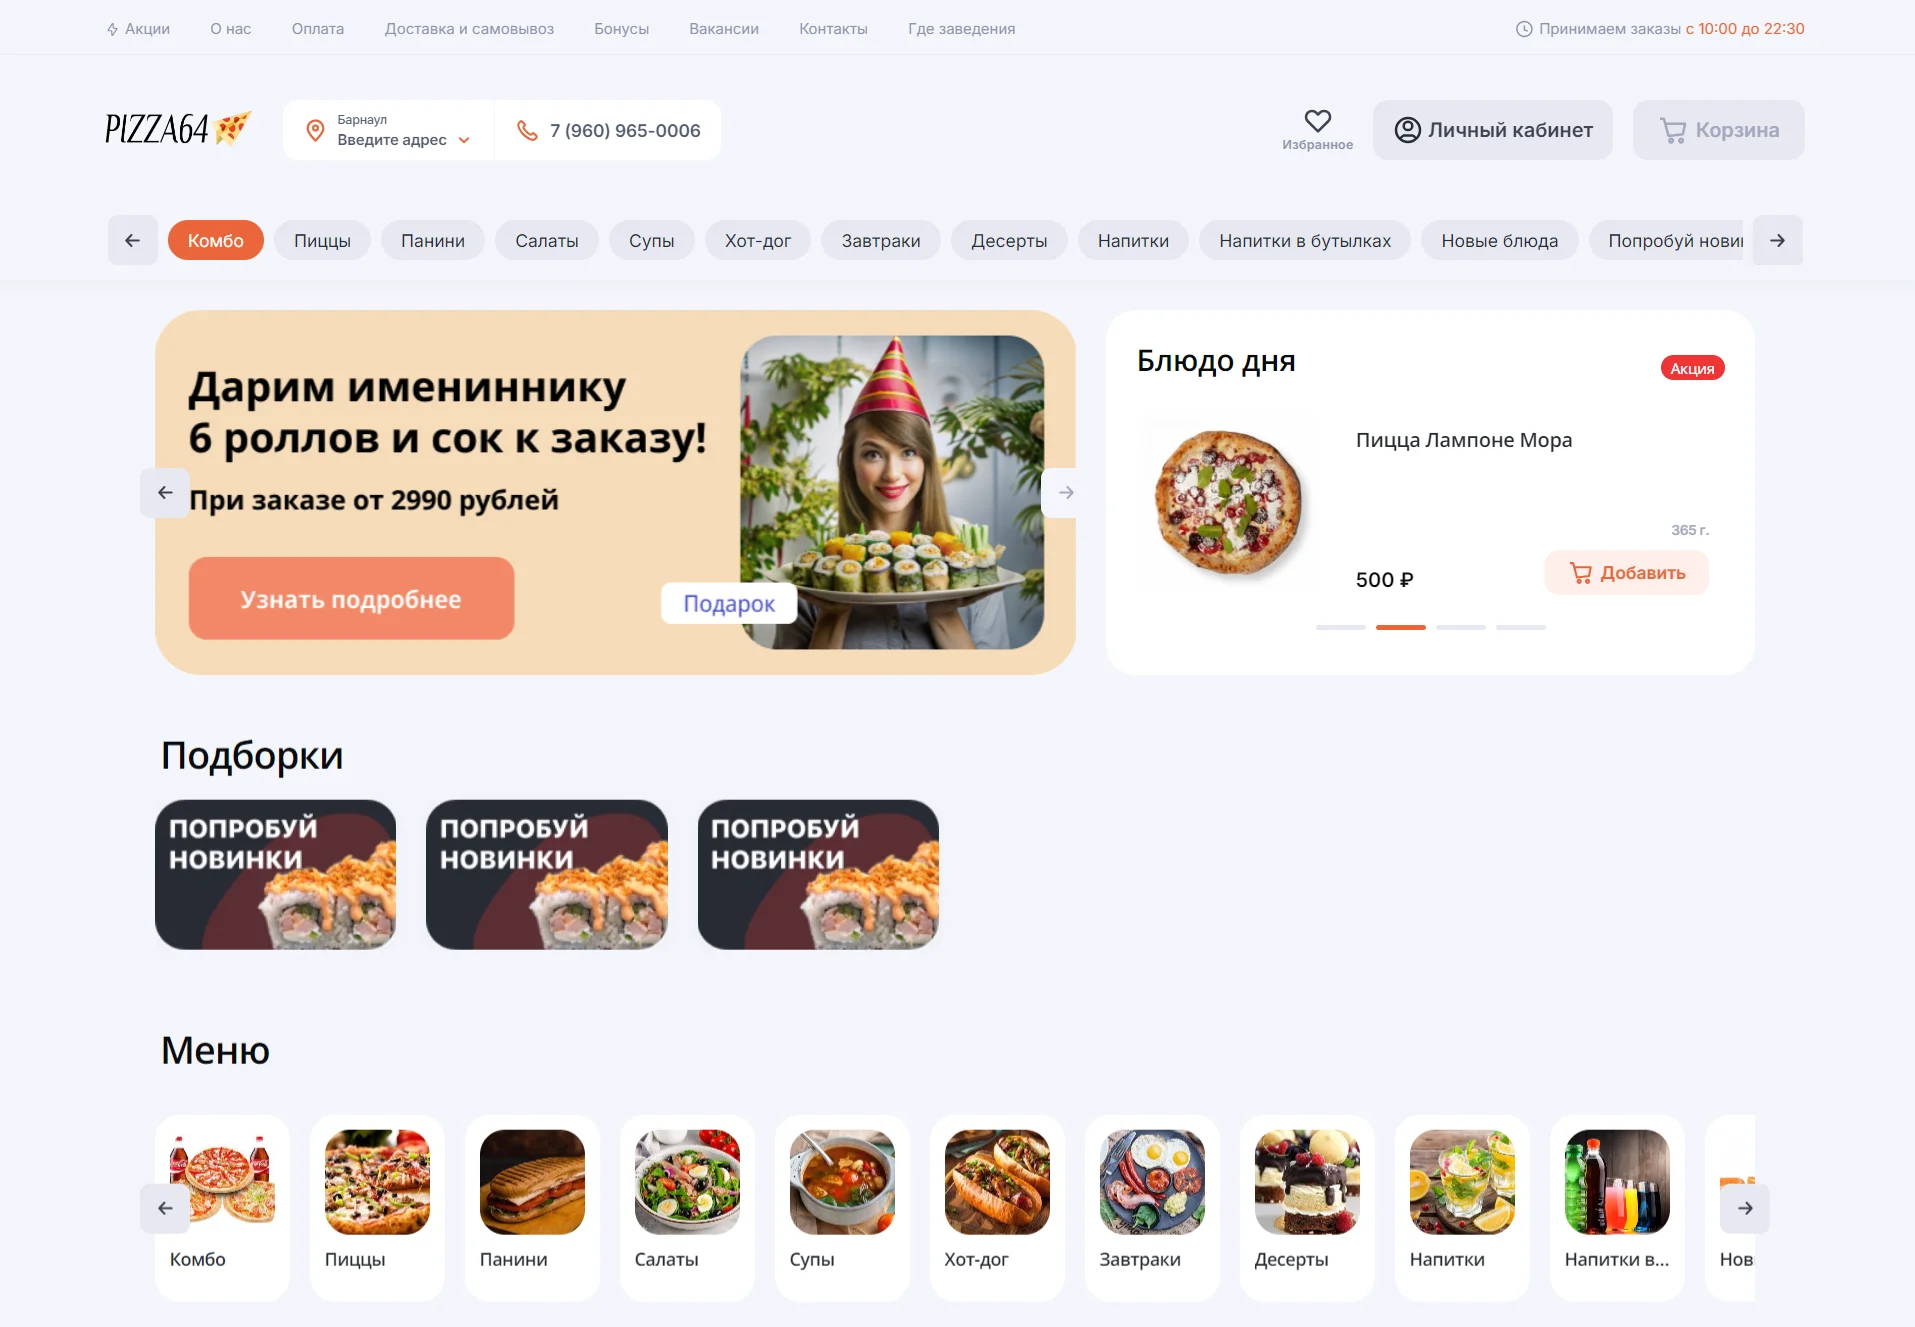 Акции
О нас
Оплата
Доставка и самовывоз
Бонусы
Вакансии
Контакты
Где заведения
Принимаем заказы с 10:00 до 22:30
PIZZA64
Барнаул
Введите адрес
7 (960) 965-0006
Избранное
Личный кабинет
Корзина
Комбо
Пиццы
Панини
Салаты
Супы
Хот-дог
Завтраки
Десерты
Напитки
Напитки в бутылках
Новые блюда
Попробуй нови
Дарим имениннику
6 роллов и сок к заказу!
При заказе от 2990 рублей
Узнать подробнее
Подарок
Блюдо дня
Акция
Пицца Лампоне Мора
365 г.
500 ₽
Добавить
Подборки
ПОПРОБУЙ
НОВИНКИ
ПОПРОБУЙ
НОВИНКИ
ПОПРОБУЙ
НОВИНКИ
Меню
Комбо
Пиццы
Панини
Салаты
Супы
Хот-дог
Завтраки
Десерты
Напитки
Напитки в...
Нов